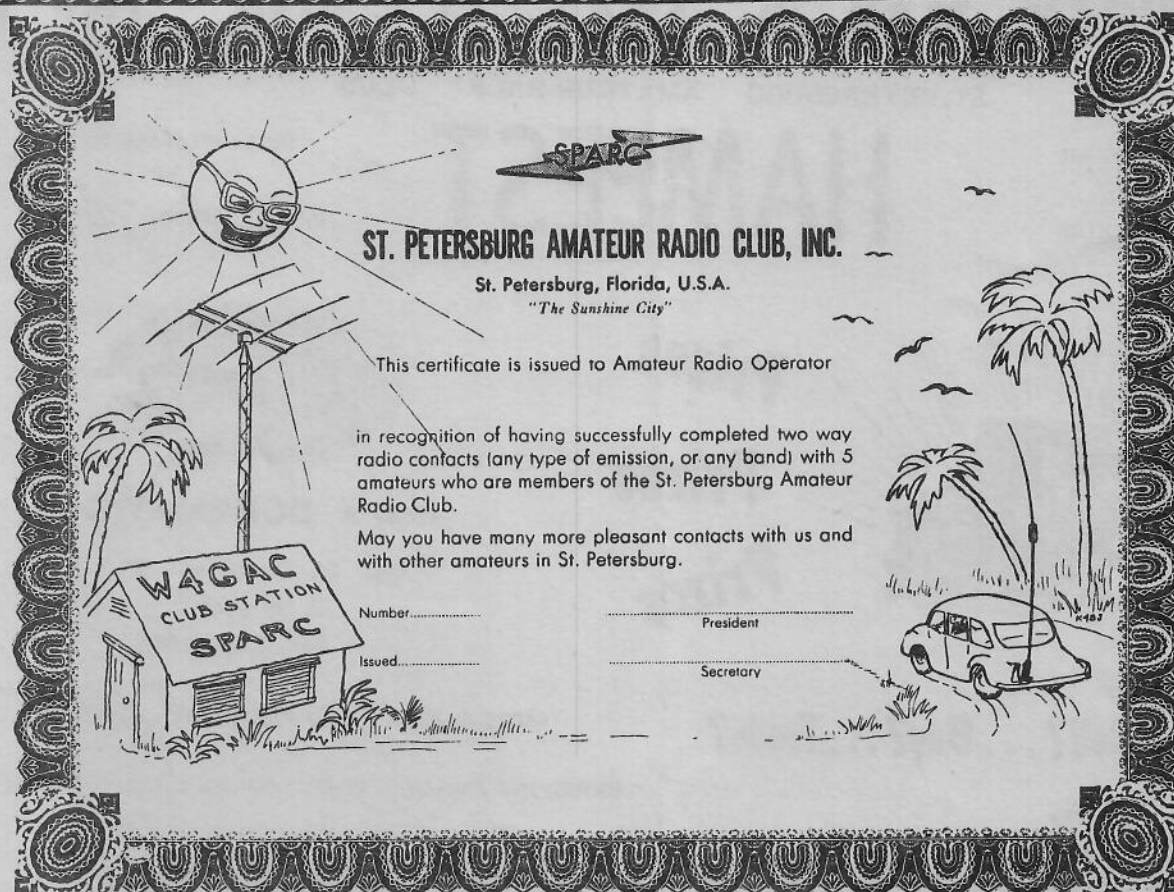 SPARC
ST. PETERSBURG AMATEUR RADIO CLUB, INC.
St. Petersburg, Florida, U.S.A.
"The Sunshine City"
This certificate is issued to Amateur Radio Operator
in recognition of having successfully completed two way
radio contacts (any type of emission, or any band) with 5
amateurs who are members of the St. Petersburg Amateur
Radio Club.
May you have many more pleasant contacts with us and
with other amateurs in St. Petersburg.
W4GAC
CLUB STATION
SPARC
Number
President
Issued
Secretary